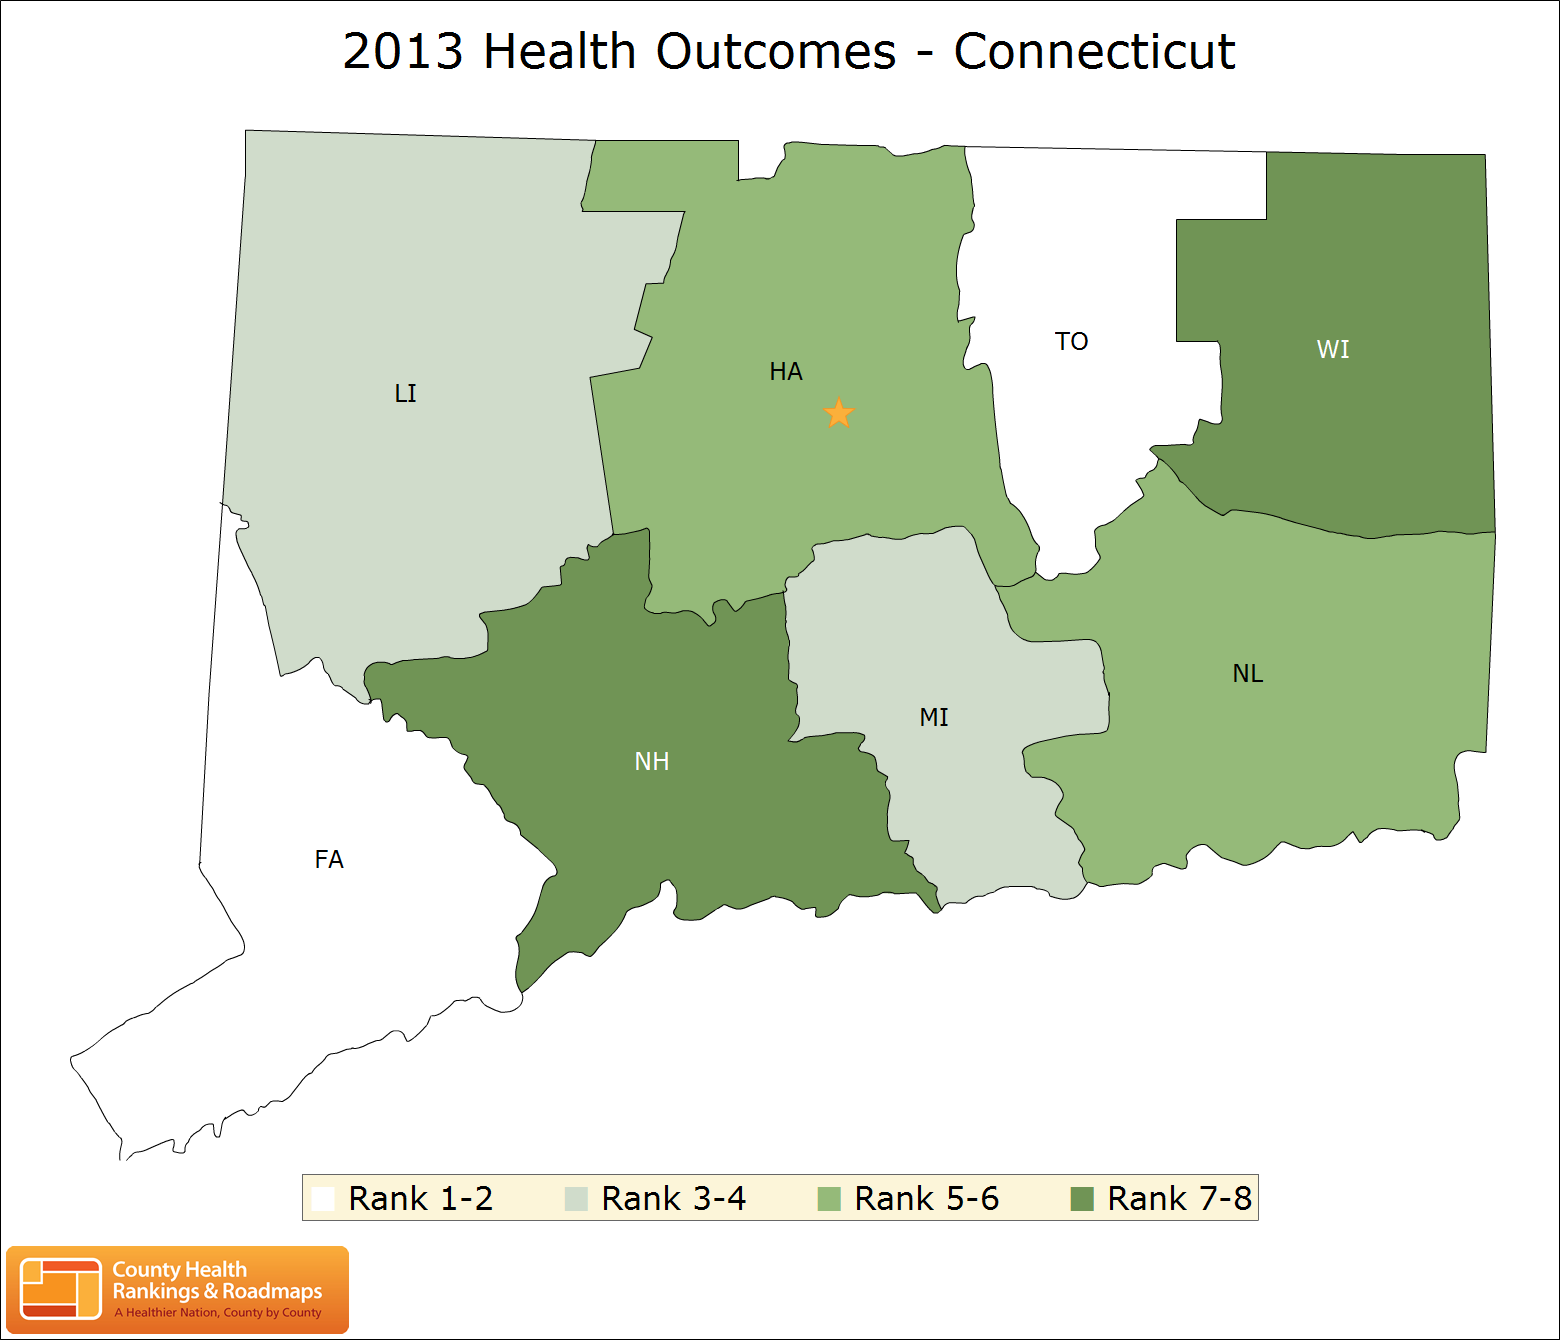 2013 Health Outcomes - Connecticut
TO
WI
HA
LI
NL
MI
NH
FA
Rank 1-2 Rank 3-4 Rank 5-6 Rank 7-8
County Health
Rankings & Roadmaps
A Healthier Nation, County by County